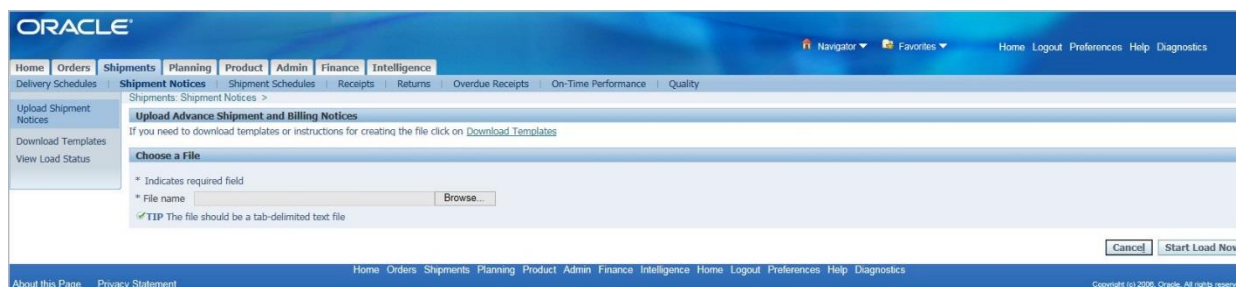 ORACLE
Navigator Favorites Home Logout Preferences Help Diagnostics
Home Orders Shipments Planning Product Admin Finance Intelligence
Delivery Schedules | Shipment Notices | Shipment Schedules | Receipts | Returns | Overdue Receipts | On-Time Performance | Quality
Shipments: Shipment Notices >
Upload Shipment
Notices
Download Templates
View Load Status
Upload Advance Shipment and Billing Notices
If you need to download templates or instructions for creating the file click on Download Templates
Choose a File
* Indicates required field
* File name Browse...
TIP The file should be a tab-delimited text file
Cancel Start Load Now
Home Orders Shipments Planning Product Admin Finance Intelligence Home Logout Preferences Help Diagnostics
About this Page Privacy Statement Copyright (c) 2006, Oracle. All rights reserv